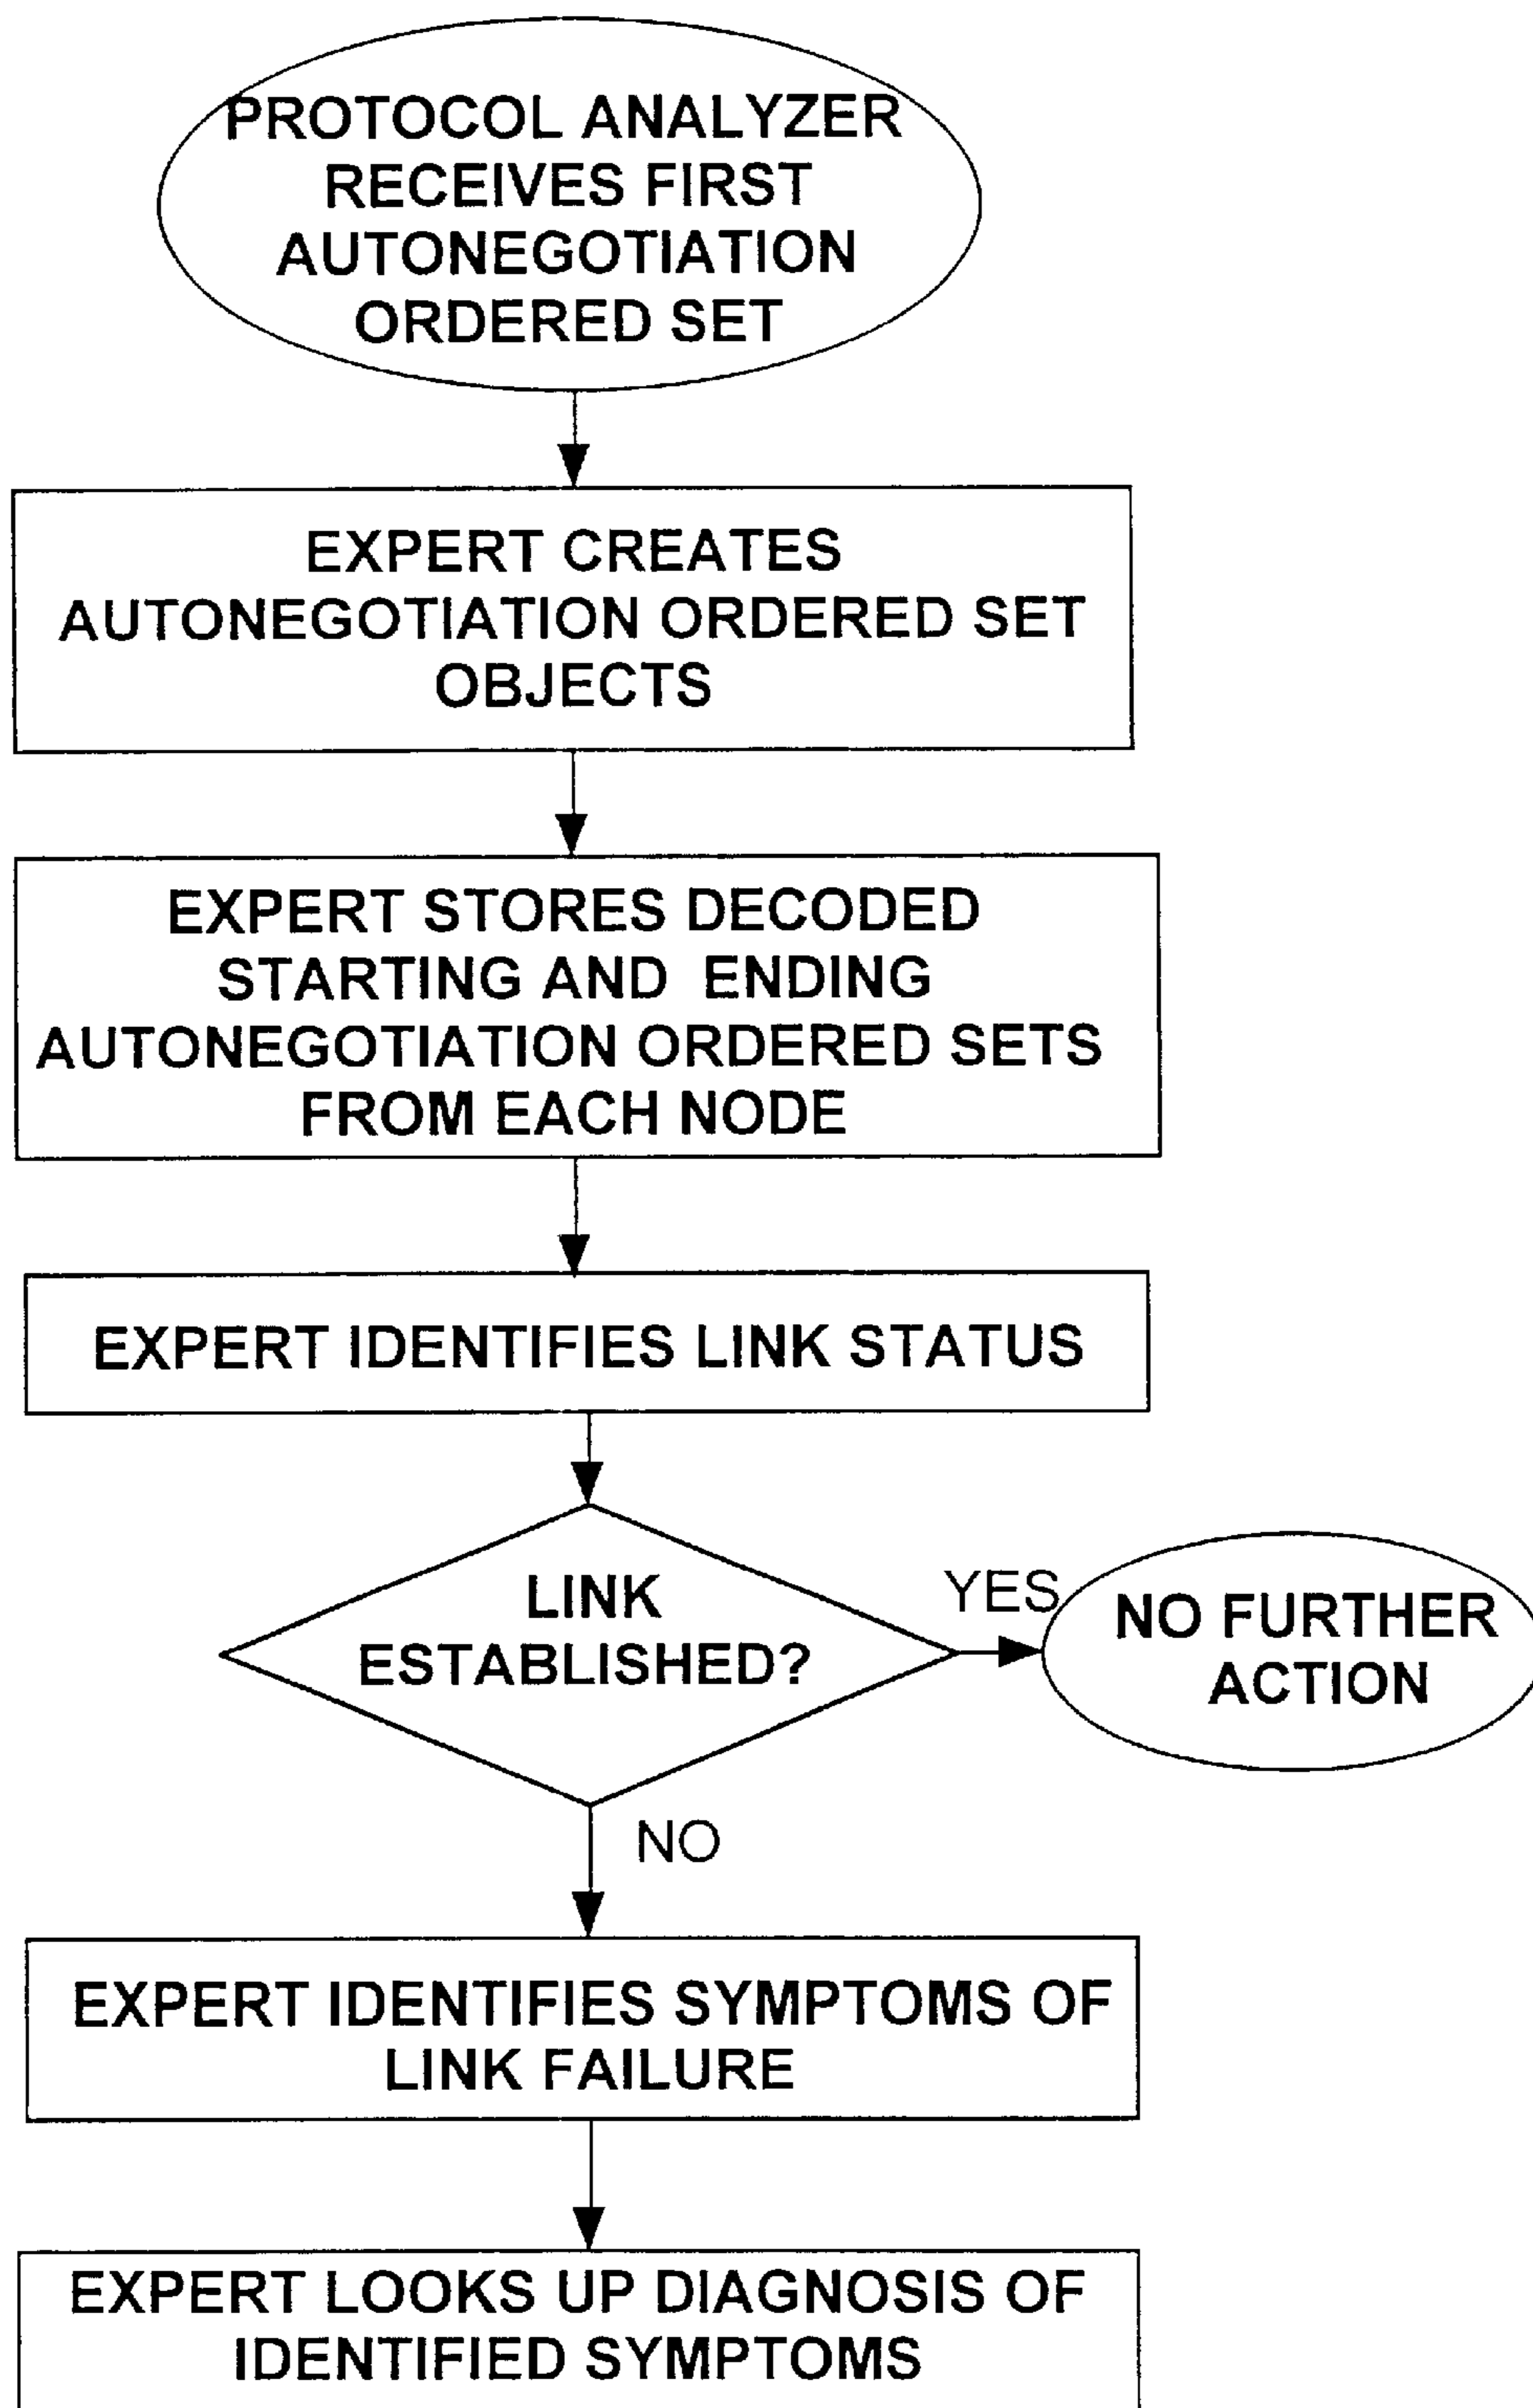 PROTOCOL ANALYZER
RECEIVES FIRST
AUTONEGOTIATION
ORDERED SET
EXPERT CREATES
AUTONEGOTIATION ORDERED SET
OBJECTS
EXPERT STORES DECODED
STARTING AND ENDING
AUTONEGOTIATION ORDERED SETS
FROM EACH NODE
EXPERT IDENTIFIES LINK STATUS
LINK
ESTABLISHED?
YES
NO FURTHER
ACTION
NO
EXPERT IDENTIFIES SYMPTOMS OF
LINK FAILURE
EXPERT LOOKS UP DIAGNOSIS OF
IDENTIFIED SYMPTOMS